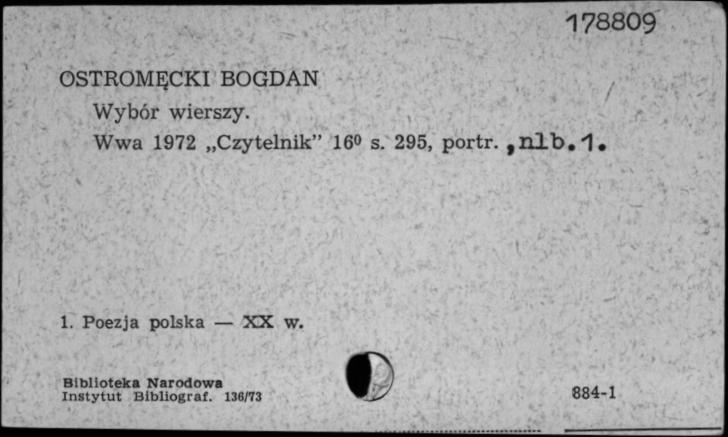 178809
OSTROMĘCKI BOGDAN
Wybór wierszy.
Wwa 1972 „Czytelnik” 16⁰ s. 295, portr. , nlb. 1.
1. Poezja polska — XX w.
Biblioteka Narodowa
Instytut Bibliograf. 136/73
884-1